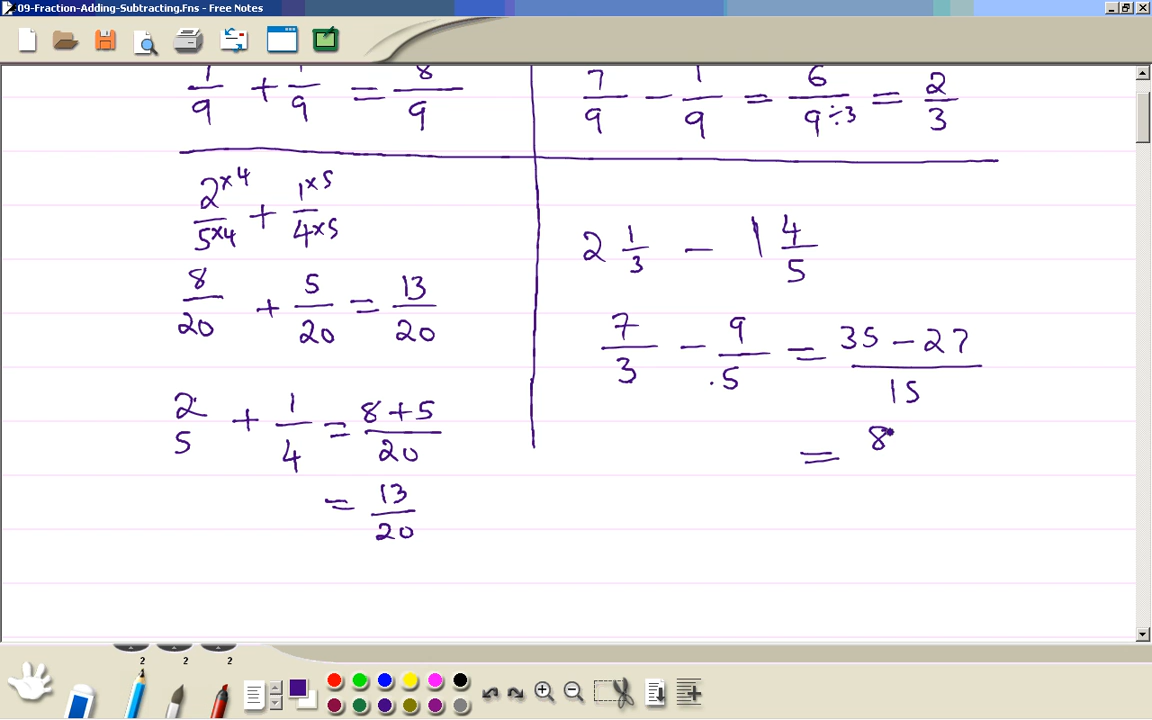 09-Fraction-Adding-Subtracting.Fns - Free Notes
1/9 + 1/9 = 8/9
7/9 - 1/9 = 6/9÷3 = 2/3
2×4/5×4 + 1×5/4×5
8/20 + 5/20 = 13/20
2/5 + 1/4 = 8+5/20
= 13/20
2 1/3 - 1 4/5
7/3 - 9/5 = 35-27/15
= 8
2 2 2